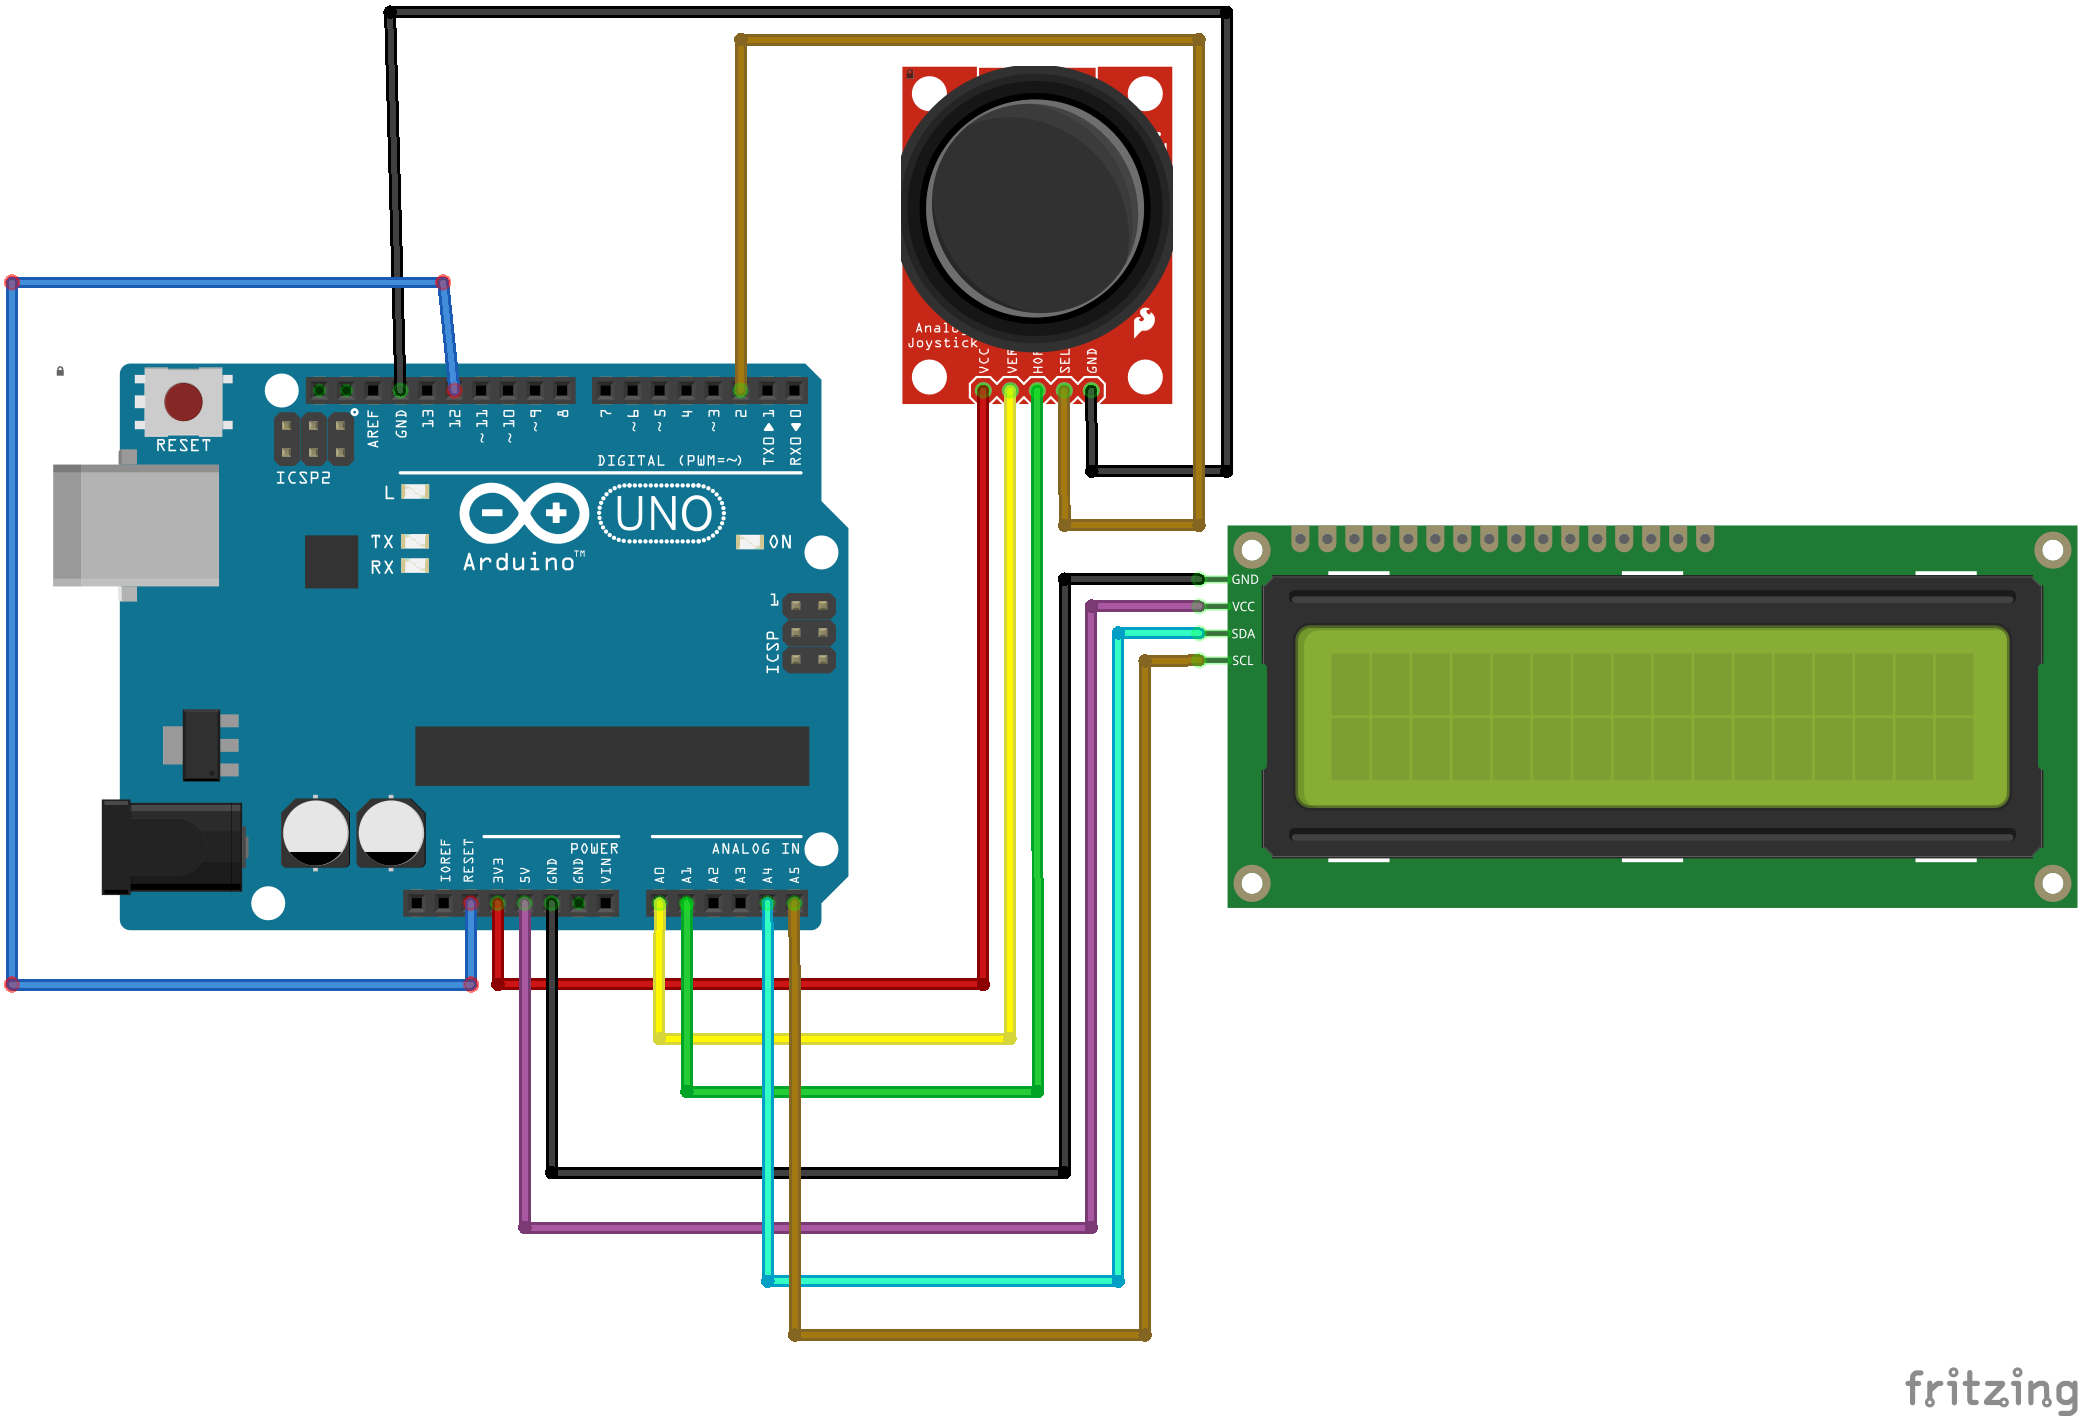 Analog
Joystick
VCC
VER
HOR
SEL
GND
RESET
ICSP2
AREF
GND
13
12
~11
~10
~9
8
7
~6
~5
4
~3
2
TX0▶1
RX0◀0
DIGITAL (PWM=~)
L
TX
RX
UNO
Arduino™
ON
1
ICSP
GND
VCC
SDA
SCL
POWER
ANALOG IN
IOREF
RESET
3V3
5V
GND
GND
VIN
A0
A1
A2
A3
A4
A5
fritzing